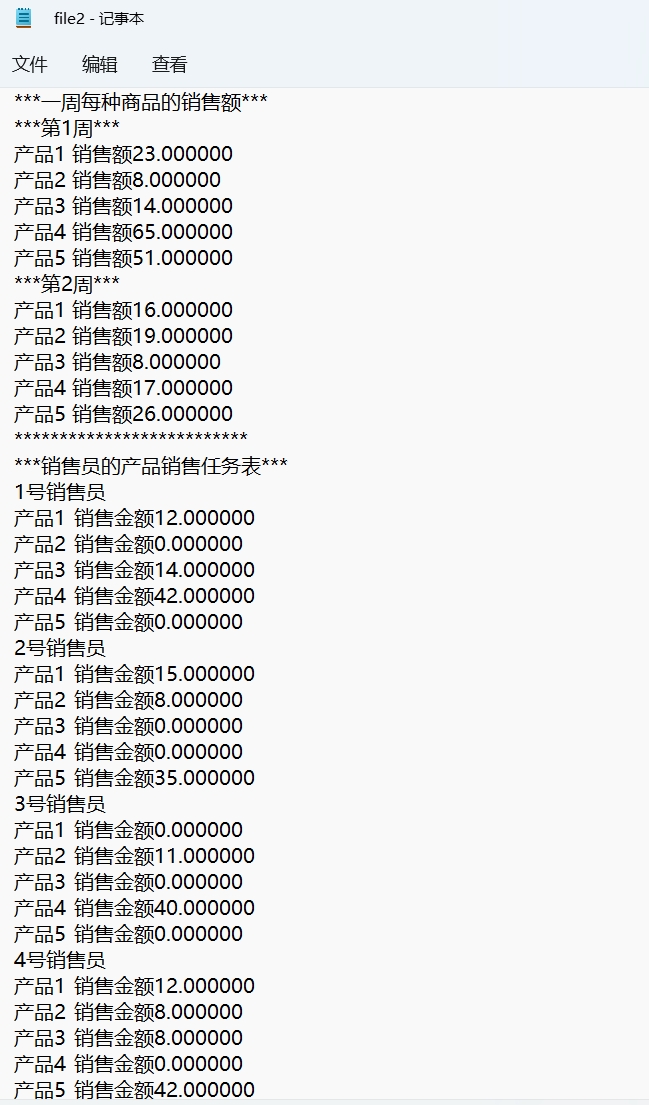 file2 - 记事本
文件 编辑 查看
***一周每种商品的销售额***
***第1周***
产品1 销售额23.000000
产品2 销售额8.000000
产品3 销售额14.000000
产品4 销售额65.000000
产品5 销售额51.000000
***第2周***
产品1 销售额16.000000
产品2 销售额19.000000
产品3 销售额8.000000
产品4 销售额17.000000
产品5 销售额26.000000
**************************
***销售员的产品销售任务表***
1号销售员
产品1 销售金额12.000000
产品2 销售金额0.000000
产品3 销售金额14.000000
产品4 销售金额42.000000
产品5 销售金额0.000000
2号销售员
产品1 销售金额15.000000
产品2 销售金额8.000000
产品3 销售金额0.000000
产品4 销售金额0.000000
产品5 销售金额35.000000
3号销售员
产品1 销售金额0.000000
产品2 销售金额11.000000
产品3 销售金额0.000000
产品4 销售金额40.000000
产品5 销售金额0.000000
4号销售员
产品1 销售金额12.000000
产品2 销售金额8.000000
产品3 销售金额8.000000
产品4 销售金额0.000000
产品5 销售金额42.000000